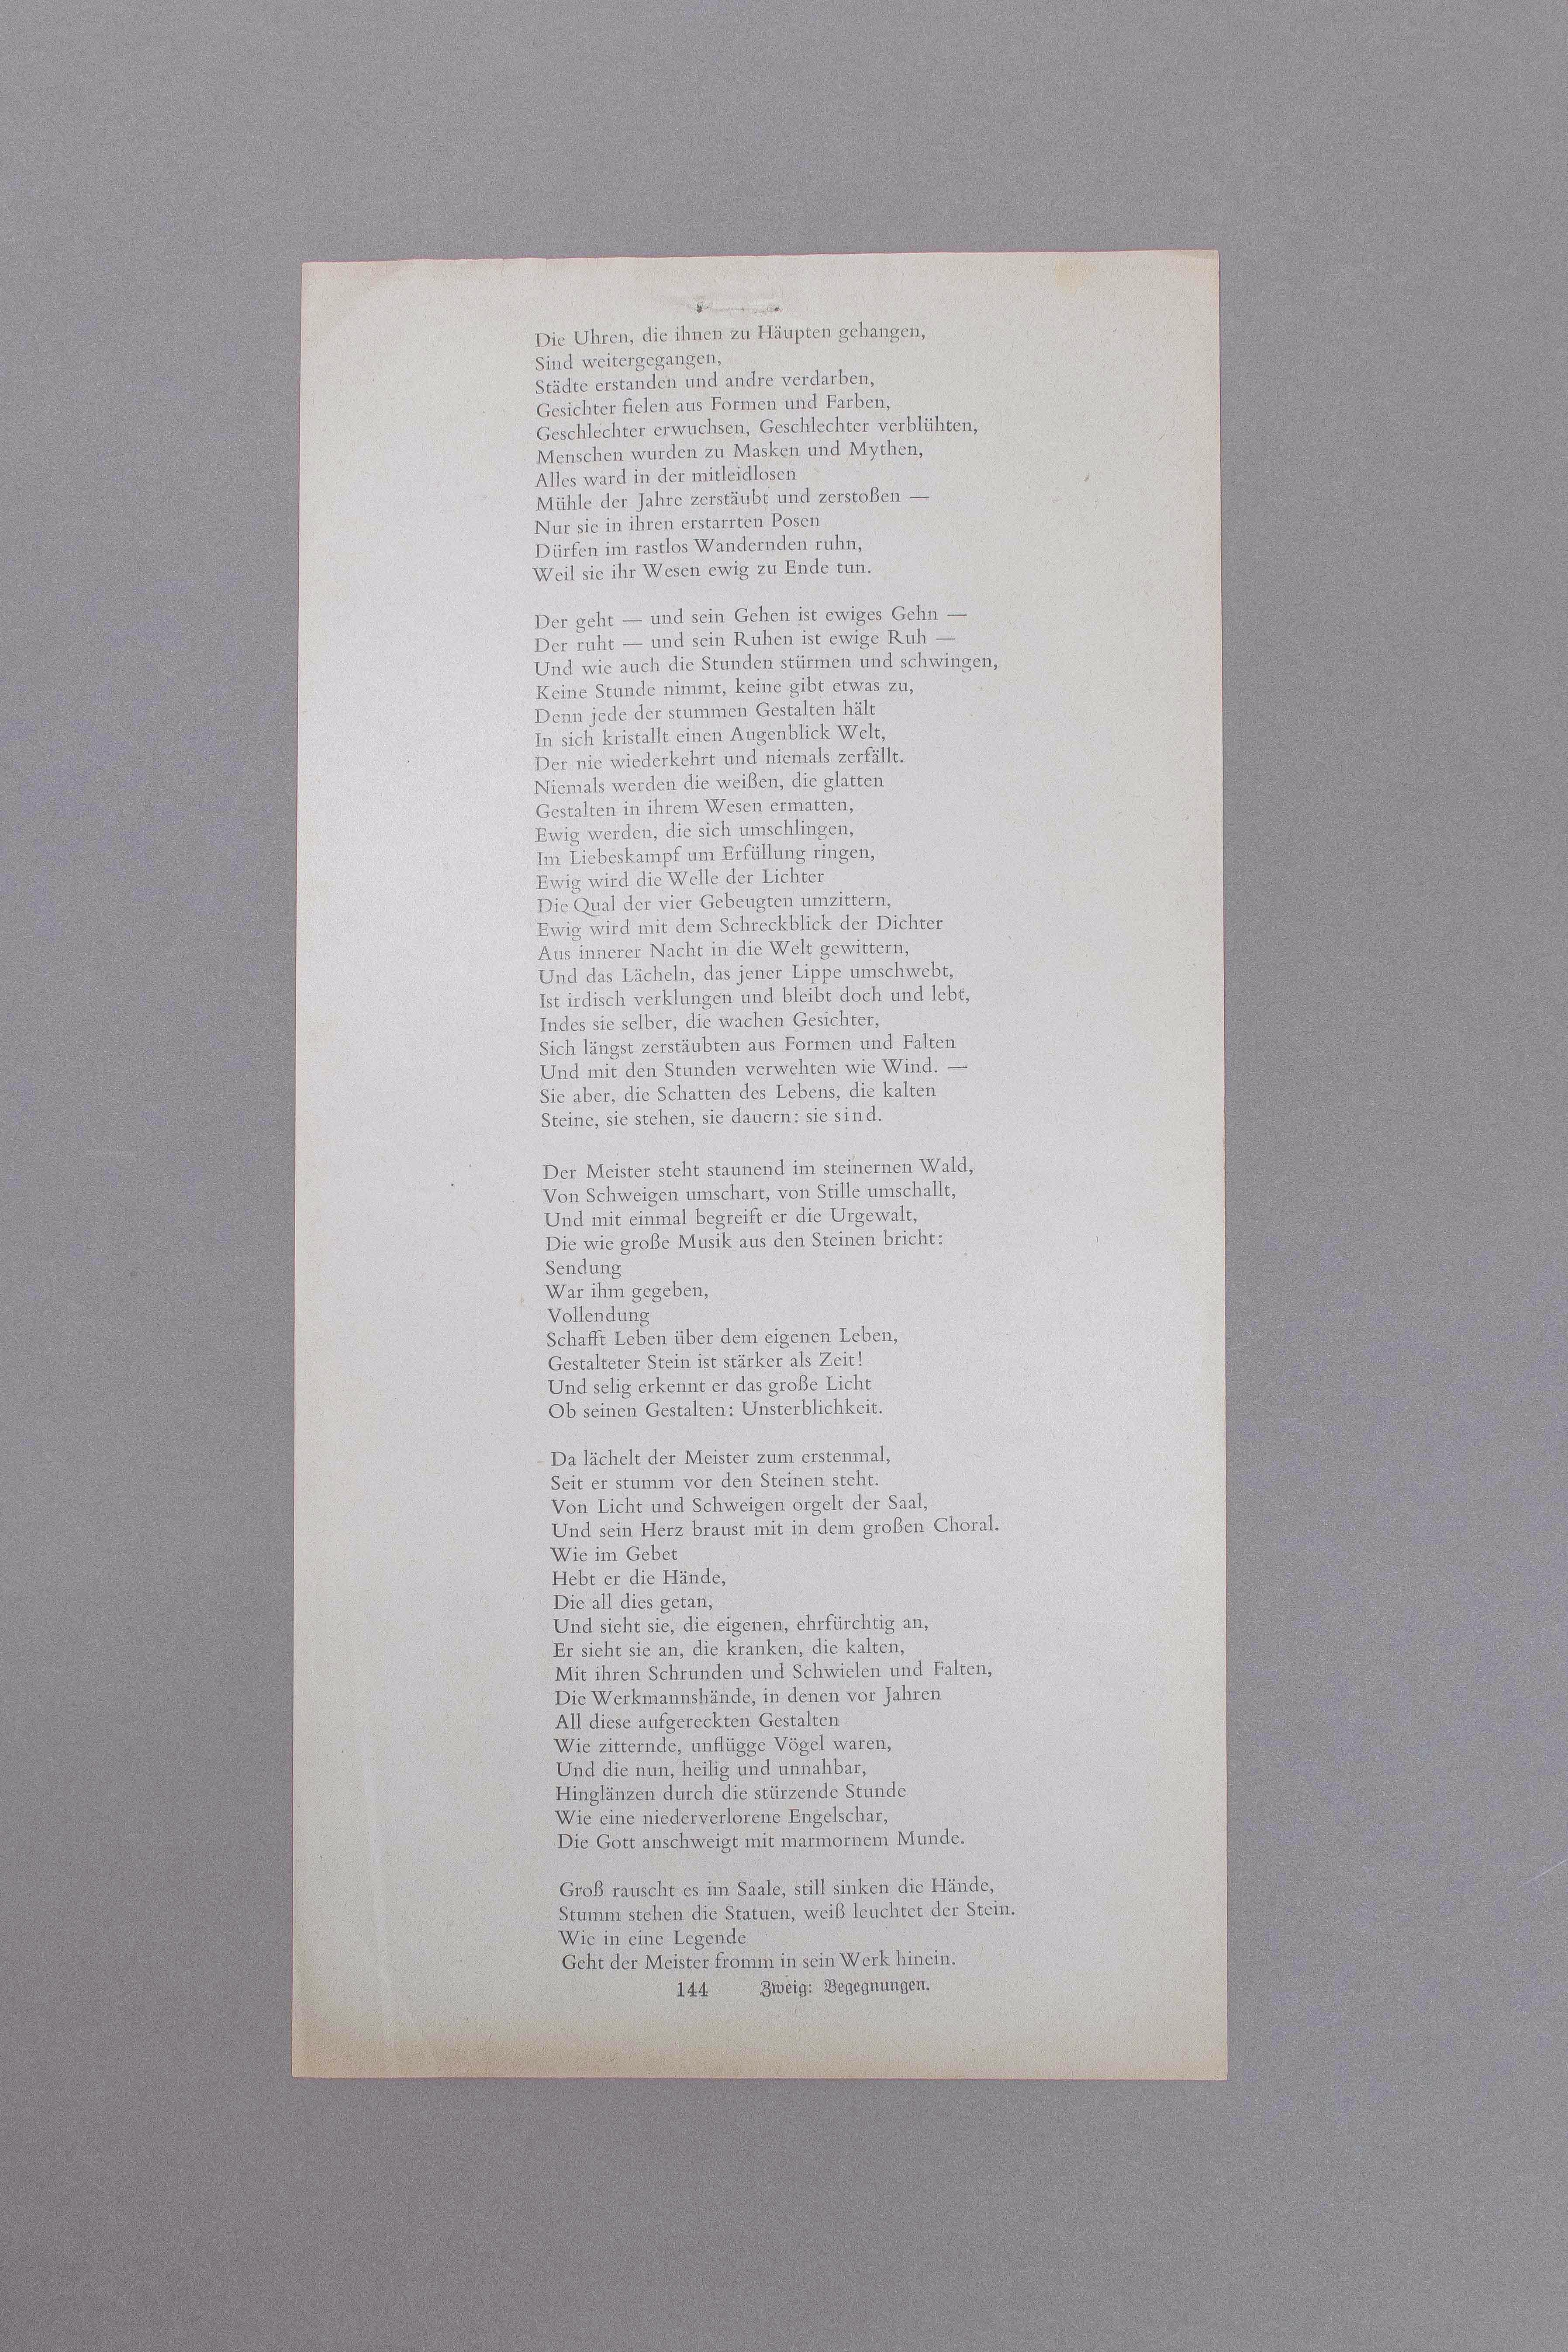 Die Uhren, die ihnen zu Häupten gehangen,
Sind weitergegangen,
Städte erstanden und andre verdarben,
Gesichter fielen aus Formen und Farben,
Geschlechter erwuchsen, Geschlechter verblühten,
Menschen wurden zu Masken und Mythen,
Alles ward in der mitleidlosen
Mühle der Jahre zerstäubt und zerstoßen —
Nur sie in ihren erstarrten Posen
Dürfen im rastlos Wandernden ruhn,
Weil sie ihr Wesen ewig zu Ende tun.
Der geht — und sein Gehen ist ewiges Gehn —
Der ruht — und sein Ruhen ist ewige Ruh —
Und wie auch die Stunden stürmen und schwingen,
Keine Stunde nimmt, keine gibt etwas zu,
Denn jede der stummen Gestalten hält
In sich kristallt einen Augenblick Welt,
Der nie wiederkehrt und niemals zerfällt.
Niemals werden die weißen, die glatten
Gestalten in ihrem Wesen ermatten,
Ewig werden, die sich umschlingen,
Im Liebeskampf um Erfüllung ringen,
Ewig wird die Welle der Lichter
Die Qual der vier Gebeugten umzittern,
Ewig wird mit dem Schreckblick der Dichter
Aus innerer Nacht in die Welt gewittern,
Und das Lächeln, das jener Lippe umschwebt,
Ist irdisch verklungen und bleibt doch und lebt,
Indes sie selber, die wachen Gesichter,
Sich längst zerstäubten aus Formen und Falten
Und mit den Stunden verwehten wie Wind. —
Sie aber, die Schatten des Lebens, die kalten
Steine, sie stehen, sie dauern: sie sind.
Der Meister steht staunend im steinernen Wald,
Von Schweigen umschart, von Stille umschallt,
Und mit einmal begreift er die Urgewalt,
Die wie große Musik aus den Steinen bricht:
Sendung
War ihm gegeben,
Vollendung
Schafft Leben über dem eigenen Leben,
Gestalteter Stein ist stärker als Zeit!
Und selig erkennt er das große Licht
Ob seinen Gestalten: Unsterblichkeit.
Da lächelt der Meister zum erstenmal,
Seit er stumm vor den Steinen steht.
Von Licht und Schweigen orgelt der Saal,
Und sein Herz braust mit in dem großen Choral.
Wie im Gebet
Hebt er die Hände,
Die all dies getan,
Und sieht sie, die eigenen, ehrfürchtig an,
Er sieht sie an, die kranken, die kalten,
Mit ihren Schrunden und Schwielen und Falten,
Die Werkmannshände, in denen vor Jahren
All diese aufgereckten Gestalten
Wie zitternde, unflügge Vögel waren,
Und die nun, heilig und unnahbar,
Hinglänzen durch die stürzende Stunde
Wie eine niederverlorene Engelschar,
Die Gott anschweigt mit marmornem Munde.
Groß rauscht es im Saale, still sinken die Hände,
Stumm stehen die Statuen, weiß leuchtet der Stein.
Wie in eine Legende
Geht der Meister fromm in sein Werk hinein.
144 Zweig: Begegnungen.